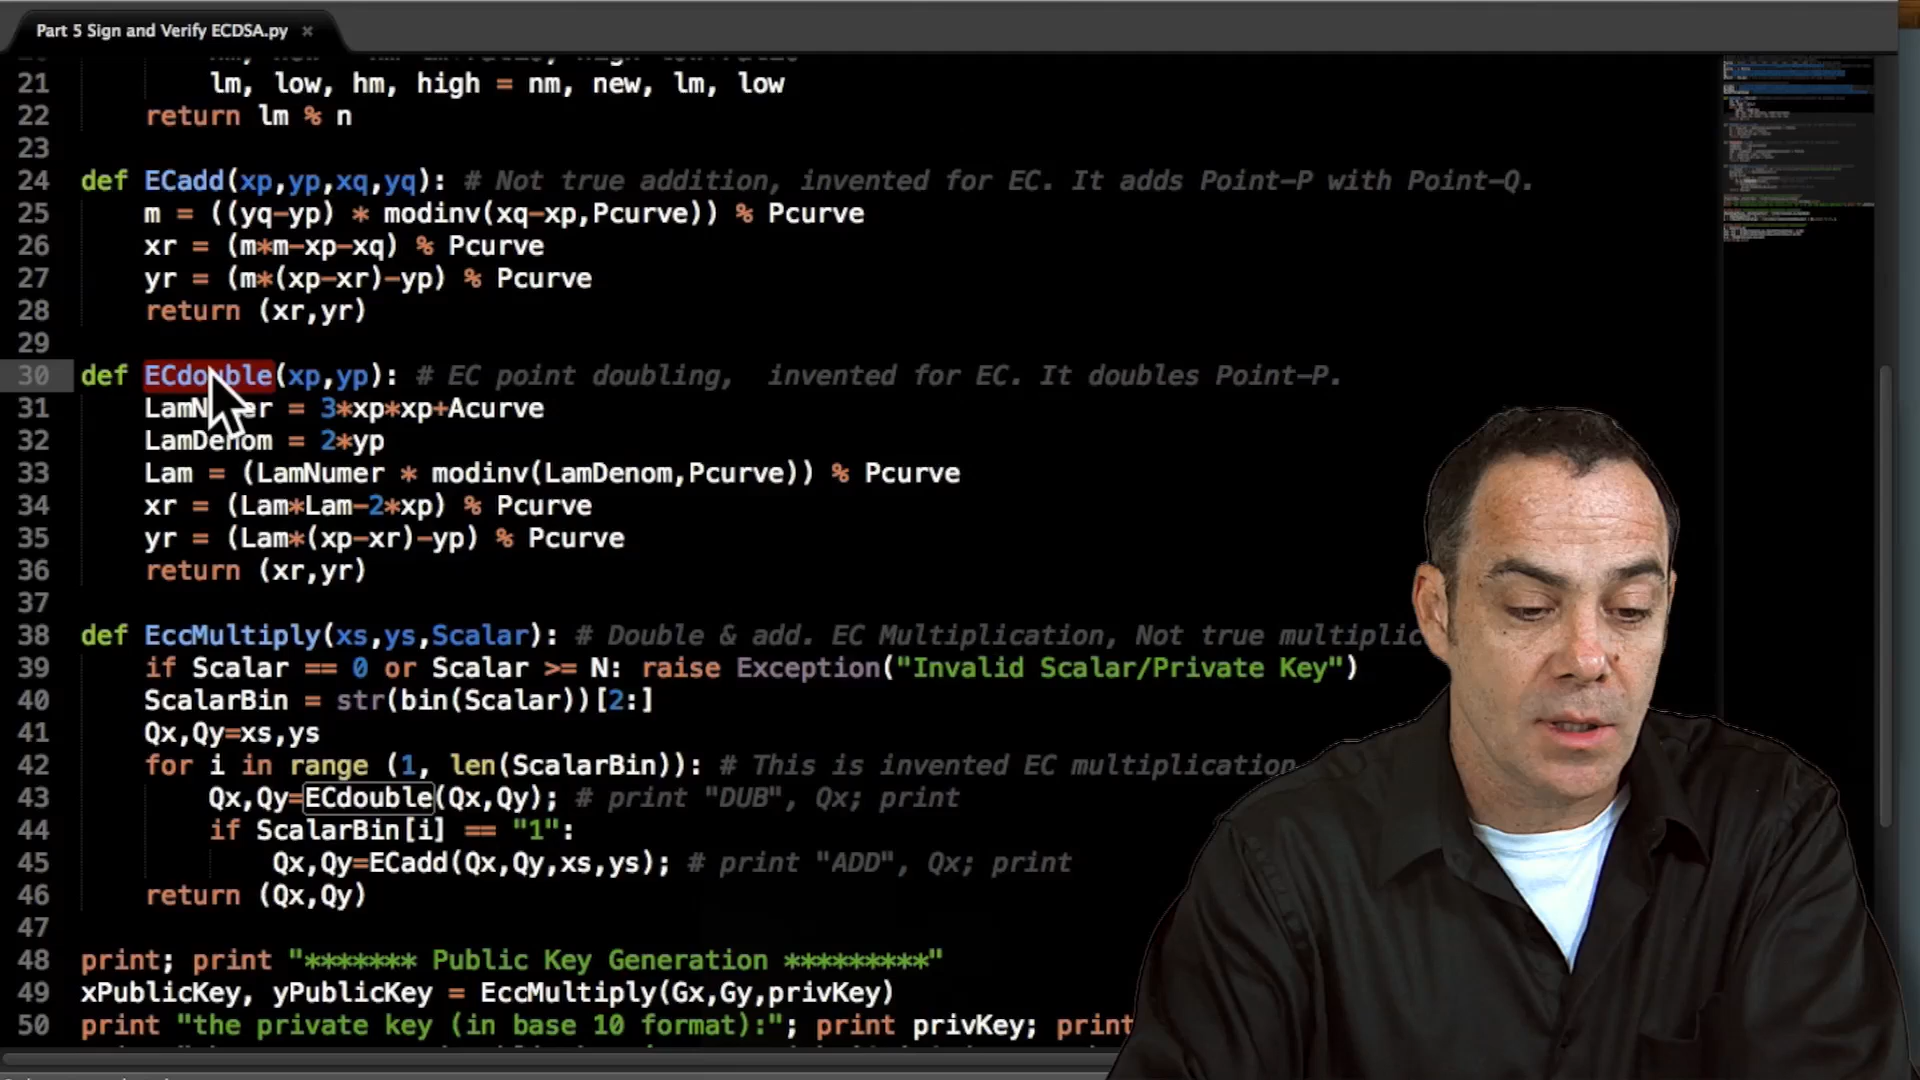 Part 5 Sign and Verify ECDSA.py ×
21 lm, low, hm, high = nm, new, lm, low
22 return lm % n
23
24 def ECadd(xp,yp,xq,yq): # Not true addition, invented for EC. It adds Point-P with Point-Q.
25 m = ((yq-yp) * modinv(xq-xp,Pcurve)) % Pcurve
26 xr = (m*m-xp-xq) % Pcurve
27 yr = (m*(xp-xr)-yp) % Pcurve
28 return (xr,yr)
29
30 def ECdouble(xp,yp): # EC point doubling,  invented for EC. It doubles Point-P.
31 LamNumer = 3*xp*xp+Acurve
32 LamDenom = 2*yp
33 Lam = (LamNumer * modinv(LamDenom,Pcurve)) % Pcurve
34 xr = (Lam*Lam-2*xp) % Pcurve
35 yr = (Lam*(xp-xr)-yp) % Pcurve
36 return (xr,yr)
37
38 def EccMultiply(xs,ys,Scalar): # Double & add. EC Multiplication, Not true multiplic
39 if Scalar == 0 or Scalar >= N: raise Exception("Invalid Scalar/Private Key")
40 ScalarBin = str(bin(Scalar))[2:]
41 Qx,Qy=xs,ys
42 for i in range (1, len(ScalarBin)): # This is invented EC multiplication
43 Qx,Qy=ECdouble(Qx,Qy); # print "DUB", Qx; print
44 if ScalarBin[i] == "1":
45 Qx,Qy=ECadd(Qx,Qy,xs,ys); # print "ADD", Qx; print
46 return (Qx,Qy)
47
48 print; print "******* Public Key Generation *********"
49 xPublicKey, yPublicKey = EccMultiply(Gx,Gy,privKey)
50 print "the private key (in base 10 format):"; print privKey; print